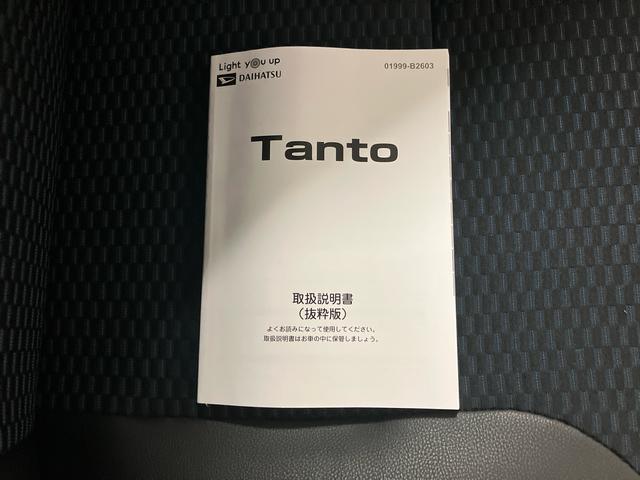 Light you up
DAIHATSU
01999-B2603
Tanto
取扱説明書
（抜粋版）
よくお読みになって使用してください。
取扱説明書はお車の中に保管しましょう。